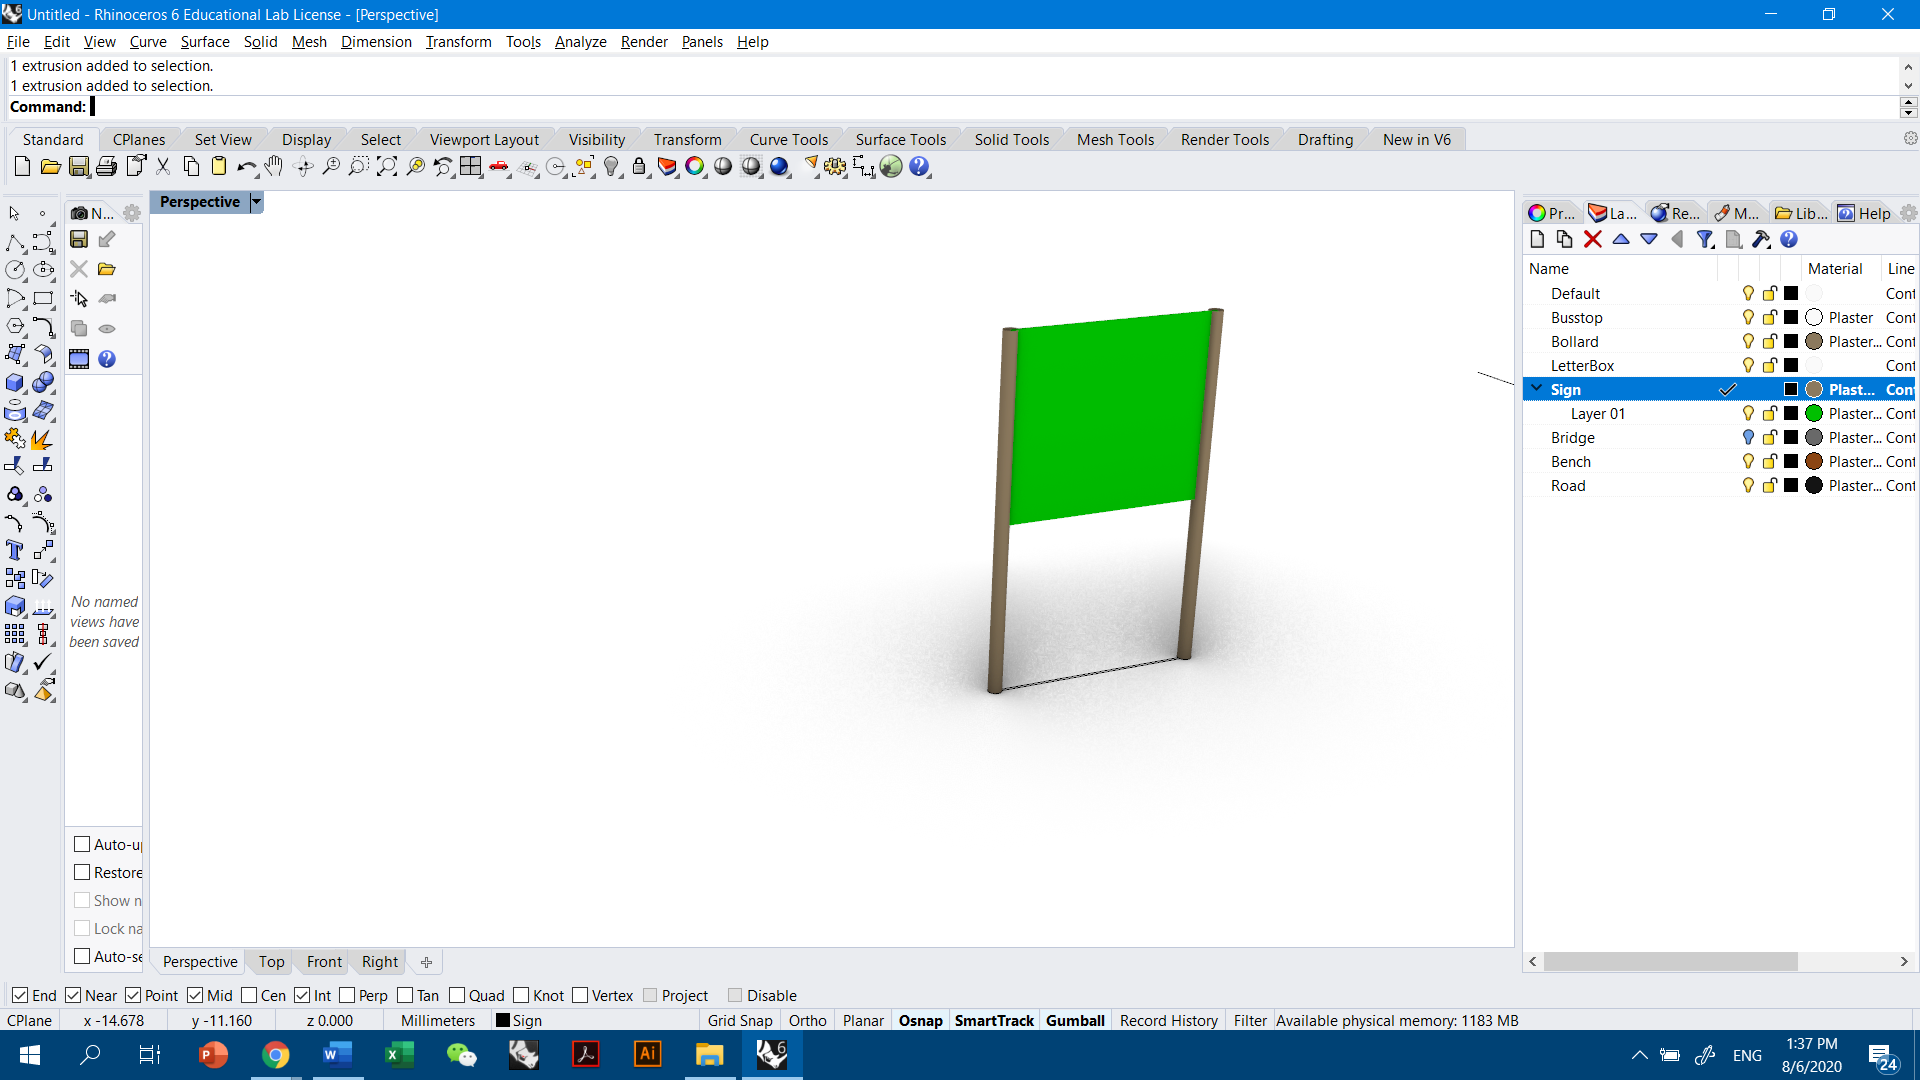 Untitled - Rhinoceros 6 Educational Lab License - [Perspective]
File Edit View Curve Surface Solid Mesh Dimension Transform Tools Analyze Render Panels Help
1 extrusion added to selection.
1 extrusion added to selection.
Command:
Standard CPlanes Set View Display Select Viewport Layout Visibility Transform Curve Tools Surface Tools Solid Tools Mesh Tools Render Tools Drafting New in V6
Perspective
N...
Pr... La... Re... M... Lib... Help
Name Material Line
Default Cont
Busstop Plaster Cont
Bollard Plaster... Cont
LetterBox Cont
Sign Plast... Cont
Layer 01 Plaster... Cont
Bridge Plaster... Cont
Bench Plaster... Cont
Road Plaster... Cont
No named
views have
been saved
Auto-u
Restore
Show n
Lock na
Auto-se
Perspective Top Front Right
End Near Point Mid Cen Int Perp Tan Quad Knot Vertex Project Disable
CPlane x -14.678 y -11.160 z 0.000 Millimeters Sign Grid Snap Ortho Planar Osnap SmartTrack Gumball Record History Filter Available physical memory: 1183 MB
ENG
1:37 PM
8/6/2020
24